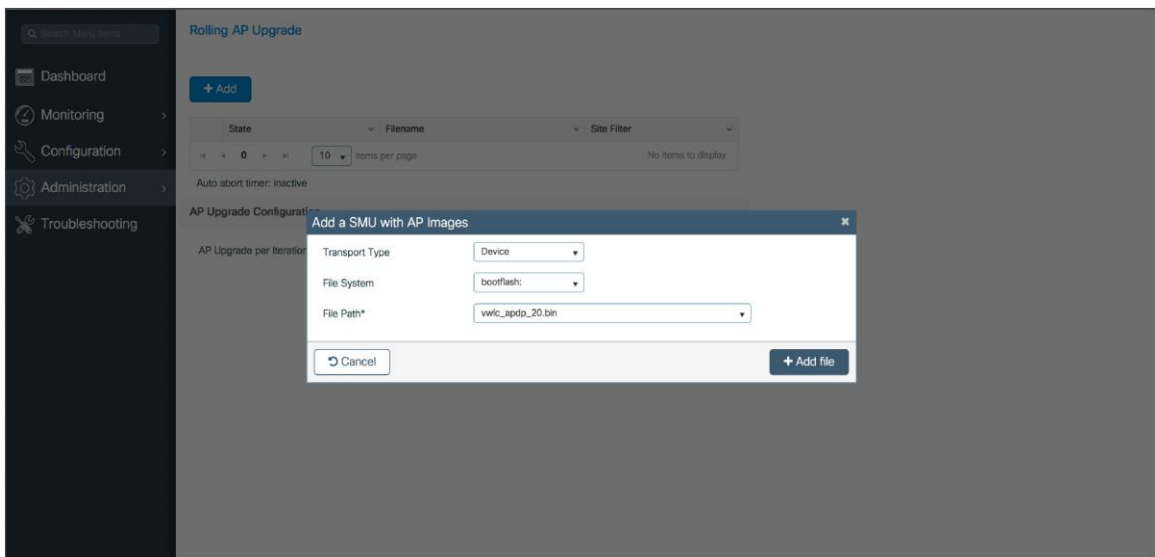 Search Menu Items
Rolling AP Upgrade
Dashboard
+ Add
Monitoring
State Filename Site Filter
Configuration
0 10 items per page No items to display
Administration
Auto abort timer: inactive
AP Upgrade Configuration
Troubleshooting
AP Upgrade per Iteration
Add a SMU with AP Images
Transport Type Device
File System bootflash:
File Path* vwlc_apdp_20.bin
Cancel + Add file